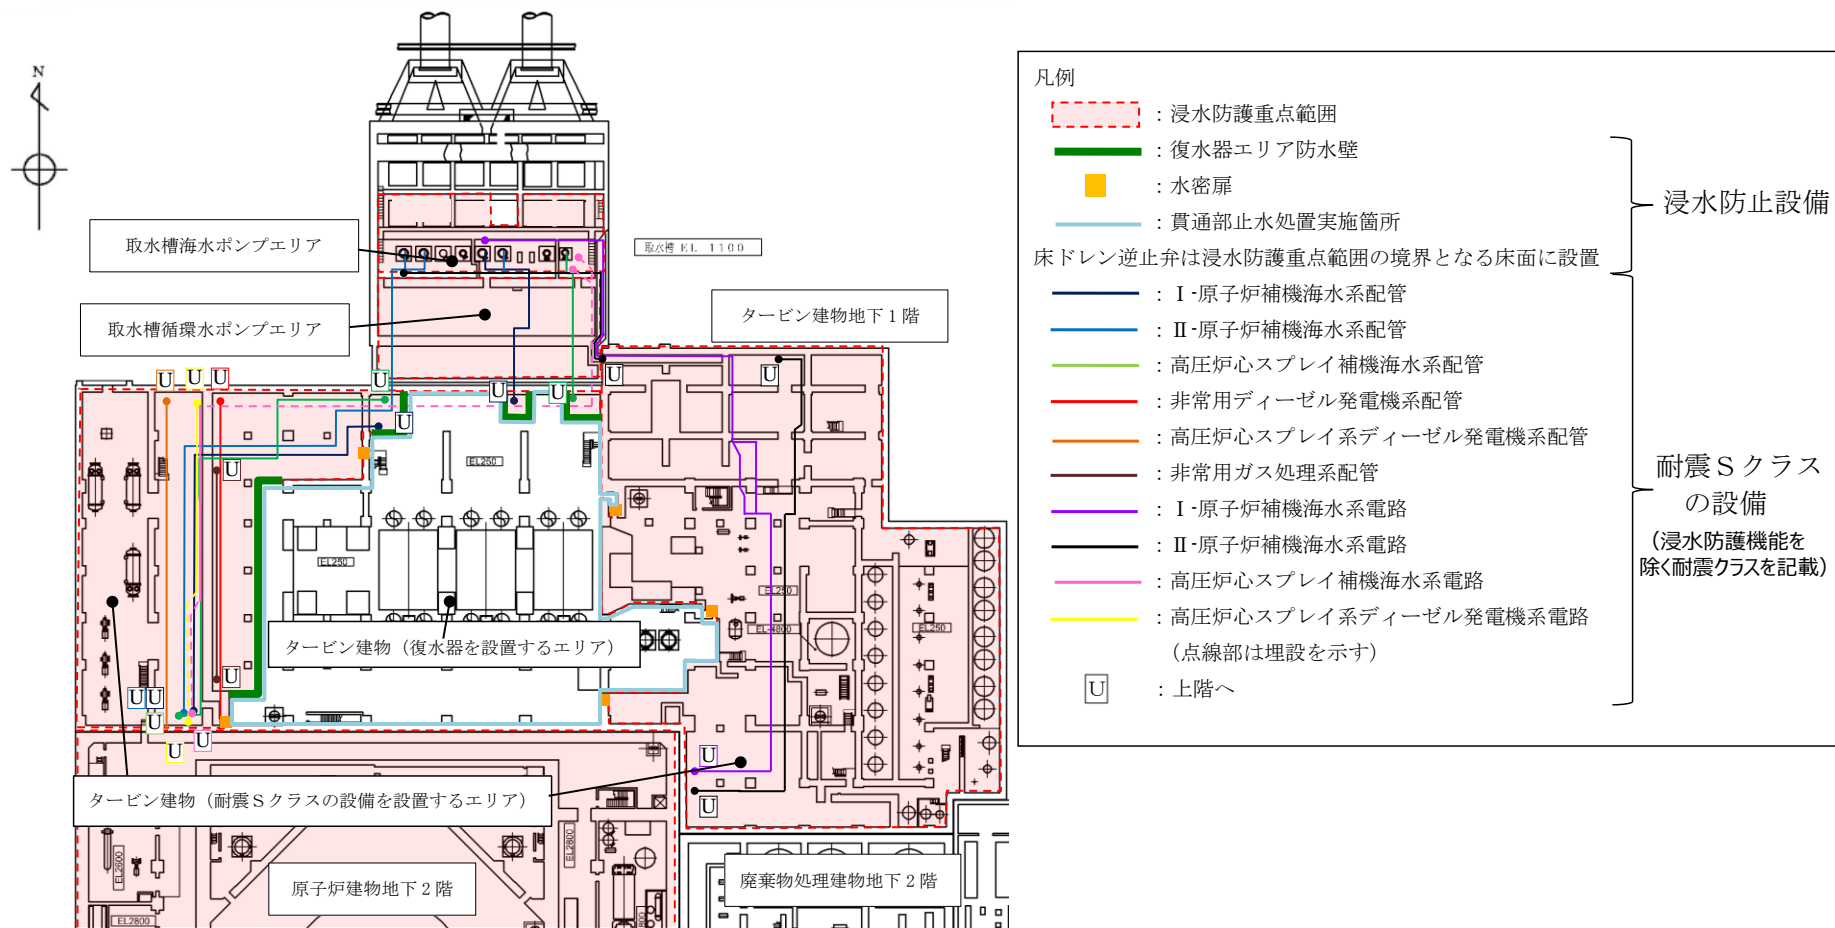 N
取水槽海水ポンプエリア
取水槽 EL 1100
取水槽循環水ポンプエリア
タービン建物地下1階
U
U
U
U
U
U
U
U
U
U
U
EL250
EL250
EL250
EL-4800
EL250
タービン建物（復水器を設置するエリア）
U
U
U
U
U
U
U
U
タービン建物（耐震Sクラスの設備を設置するエリア）
EL2600
EL2800
EL2800
原子炉建物地下2階
廃棄物処理建物地下2階
凡例
：浸水防護重点範囲
：復水器エリア防水壁
：水密扉
：貫通部止水処置実施箇所
浸水防止設備
床ドレン逆止弁は浸水防護重点範囲の境界となる床面に設置
：Ⅰ-原子炉補機海水系配管
：Ⅱ-原子炉補機海水系配管
：高圧炉心スプレイ補機海水系配管
：非常用ディーゼル発電機系配管
：高圧炉心スプレイ系ディーゼル発電機系配管
：非常用ガス処理系配管
：Ⅰ-原子炉補機海水系電路
：Ⅱ-原子炉補機海水系電路
：高圧炉心スプレイ補機海水系電路
：高圧炉心スプレイ系ディーゼル発電機系電路
（点線部は埋設を示す）
U ：上階へ
耐震Sクラス
の設備
（浸水防護機能を
除く耐震クラスを記載）